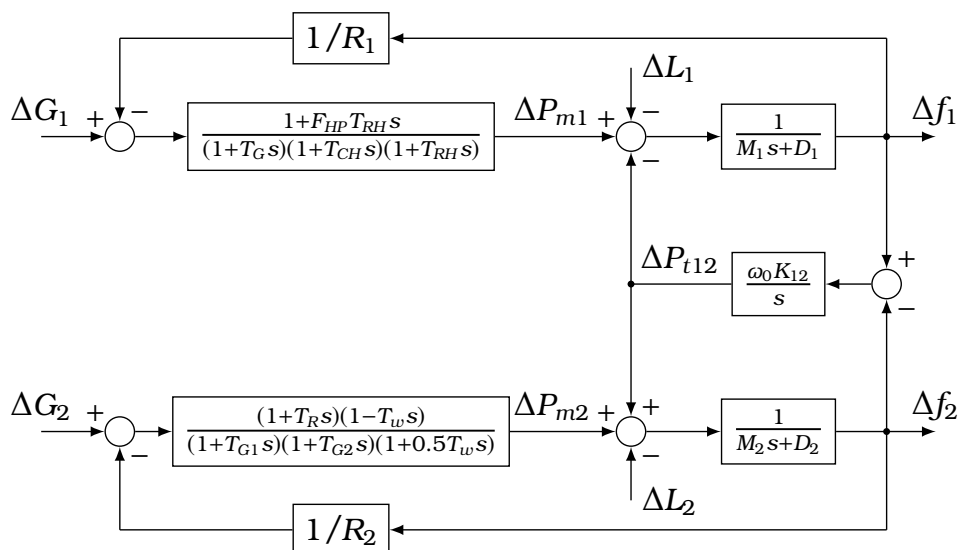 1/R₁
ΔL₁
ΔG₁ + − 1+F_HP T_RH s ΔP_m1 + − Δf₁
(1+T_G s)(1+T_CH s)(1+T_RH s)
1
M₁s+D₁
−
ΔP_t12 ω₀K₁₂ +
s
−
ΔG₂ + (1+T_R s)(1−T_w s) ΔP_m2 + + Δf₂
− (1+T_G1 s)(1+T_G2 s)(1+0.5T_w s) −
1
M₂s+D₂
ΔL₂
1/R₂